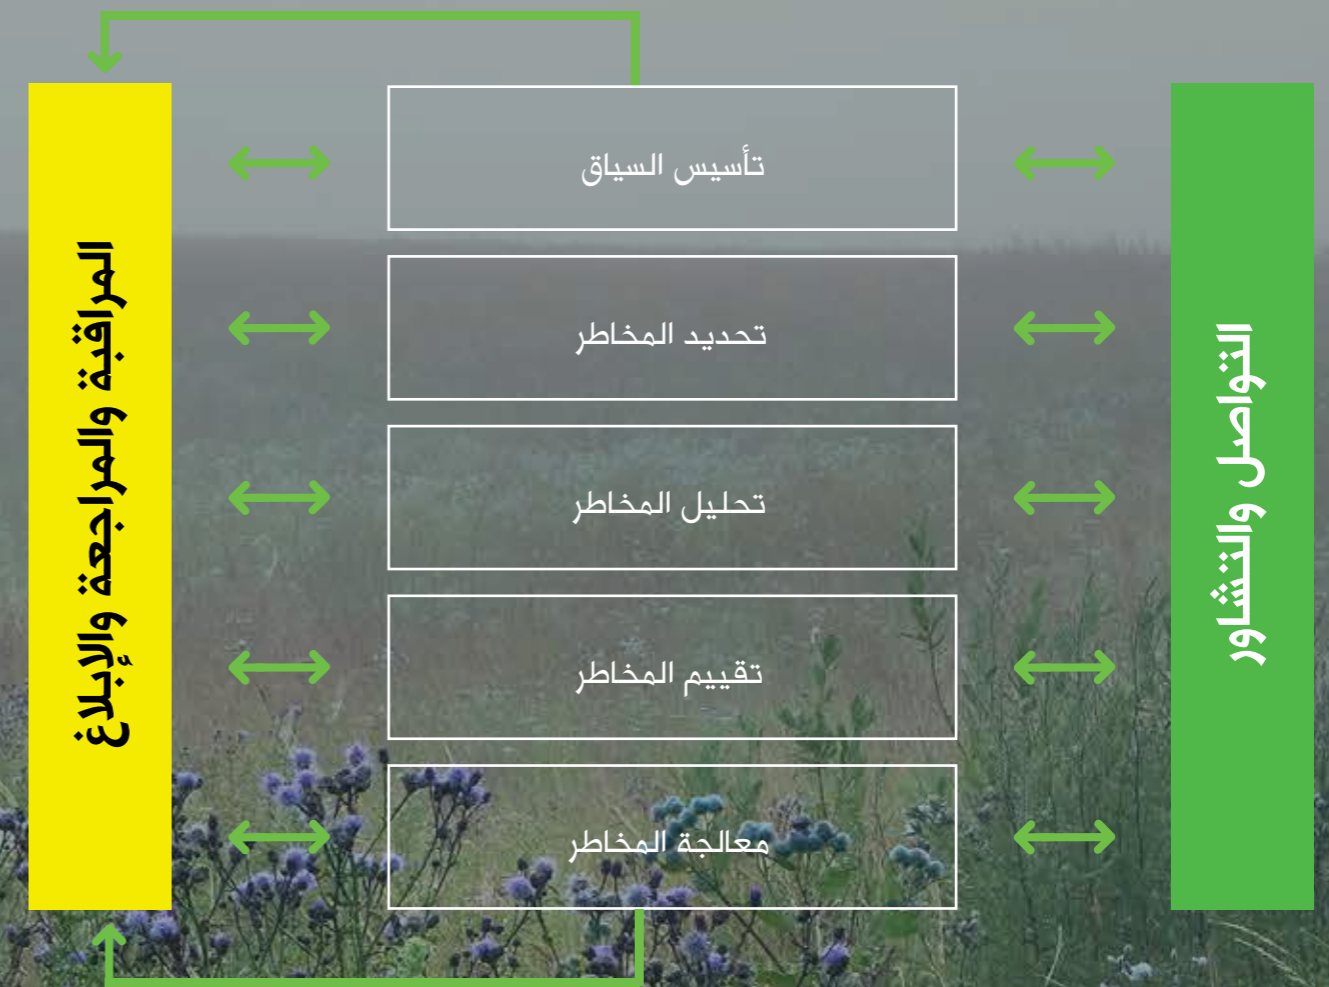 التواصل والتشاور
تأسيس السياق
تحديد المخاطر
تحليل المخاطر
تقييم المخاطر
معالجة المخاطر
المراقبة والمراجعة والإبلاغ